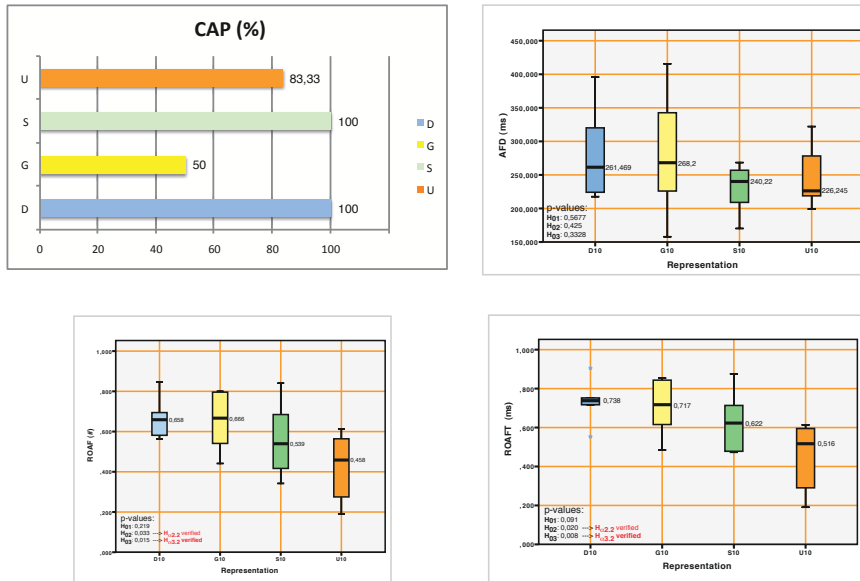 CAP (%)
U
83,33
S
100
G
50
D
100
0 20 40 60 80 100
D
G
S
U
450,000
400,000
350,000
300,000
250,000
200,000
150,000
AFD (ms)
261,469
268,2
240,22
226,245
p-values:
H01: 0,5677
H02: 0,425
H03: 0,3328
D10 G10 S10 U10
Representation
1,000
,800
,600
,400
,200
,000
ROAF (#)
0,658
0,666
0,539
0,458
p-values:
H01: 0,219
H02: 0,033 ---> Hα2.2 verified
H03: 0,015 ---> Hα3.2 verified
D10 G10 S10 U10
Representation
1,000
,800
,600
,400
,200
,000
ROAFT (ms)
0,738
0,717
0,622
0,516
p-values:
H01: 0,091
H02: 0,020 ---> Hα2.2 verified
H03: 0,008 ---> Hα3.2 verified
D10 G10 S10 U10
Representation